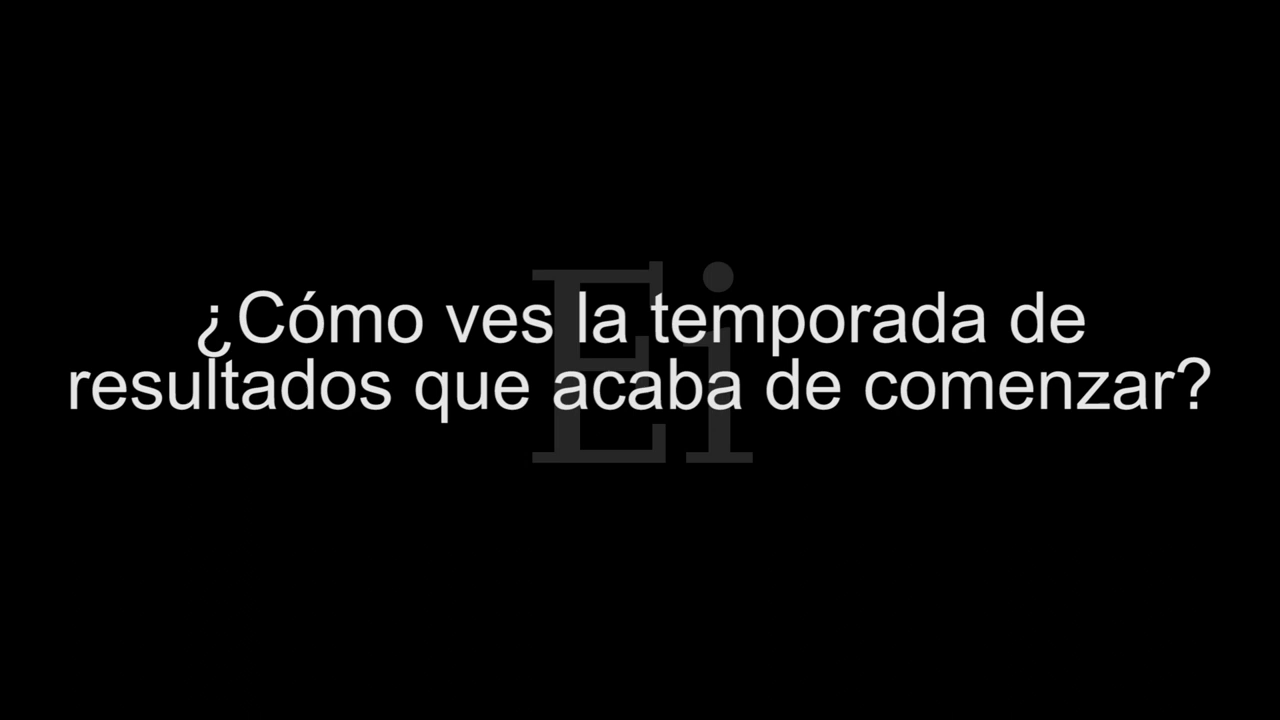 ¿Cómo ves la temporada de
resultados que acaba de comenzar?
Ei